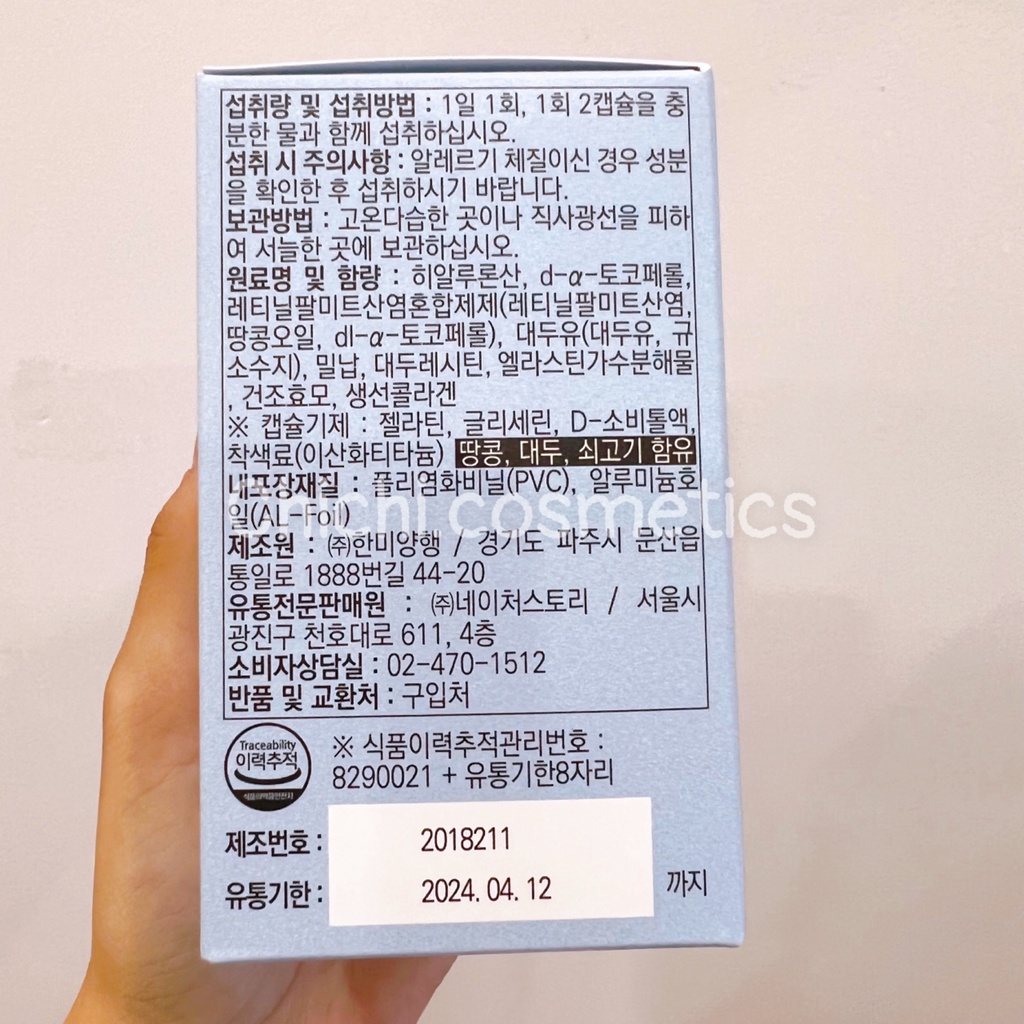 섭취량 및 섭취방법 : 1일 1회, 1회 2캡슐을 충
분한 물과 함께 섭취하십시오.
섭취 시 주의사항 : 알레르기 체질이신 경우 성분
을 확인한 후 섭취하시기 바랍니다.
보관방법 : 고온다습한 곳이나 직사광선을 피하
여 서늘한 곳에 보관하십시오.
원료명 및 함량 : 히알루론산, d-α-토코페롤,
레티닐팔미트산염혼합제제(레티닐팔미트산염,
땅콩오일, dl-α-토코페롤), 대두유(대두유, 규
소수지), 밀납, 대두레시틴, 엘라스틴가수분해물
, 건조효모, 생선콜라겐
※ 캡슐기제 : 젤라틴, 글리세린, D-소비톨액,
착색료(이산화티타늄) 땅콩, 대두, 쇠고기 함유
내포장재질 : 폴리염화비닐(PVC), 알루미늄호
일(AL-Foil)
cosmetics
제조원 : ㈜한미양행 / 경기도 파주시 문산읍
통일로 1888번길 44-20
유통전문판매원 : ㈜네이처스토리 / 서울시
광진구 천호대로 611, 4층
소비자상담실 : 02-470-1512
반품 및 교환처 : 구입처
Traceability
이력추적
식품의약품안전처
※ 식품이력추적관리번호 :
8290021 + 유통기한8자리
제조번호 : 2018211
유통기한 : 2024. 04. 12 까지